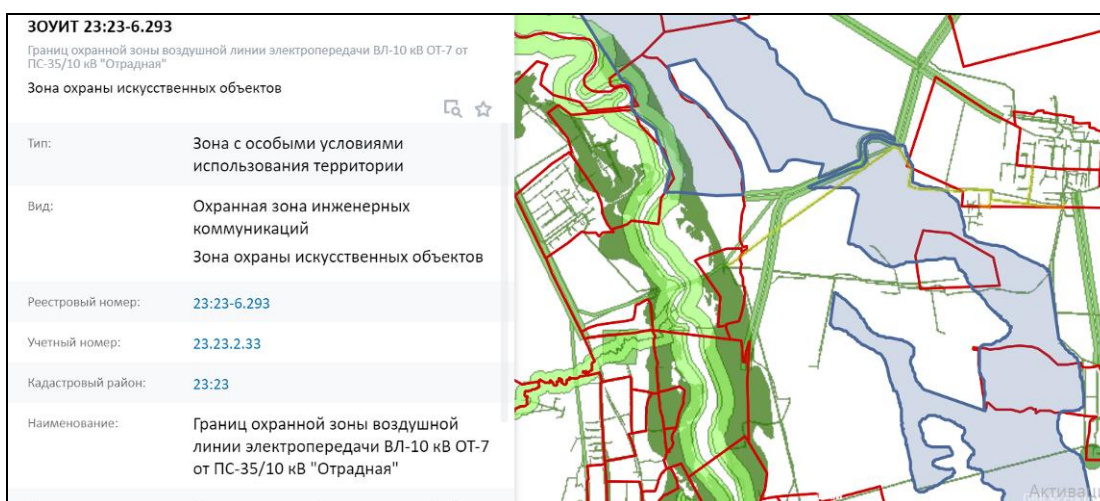 ЗОУИТ 23:23-6.293
Границ охранной зоны воздушной линии электропередачи ВЛ-10 кВ ОТ-7 от
ПС-35/10 кВ "Отрадная"
Зона охраны искусственных объектов
Тип:
Зона с особыми условиями
использования территории
Вид:
Охранная зона инженерных
коммуникаций
Зона охраны искусственных объектов
Реестровый номер:
23:23-6.293
Учетный номер:
23.23.2.33
Кадастровый район:
23:23
Наименование:
Границ охранной зоны воздушной
линии электропередачи ВЛ-10 кВ ОТ-7
от ПС-35/10 кВ "Отрадная"
Активаци